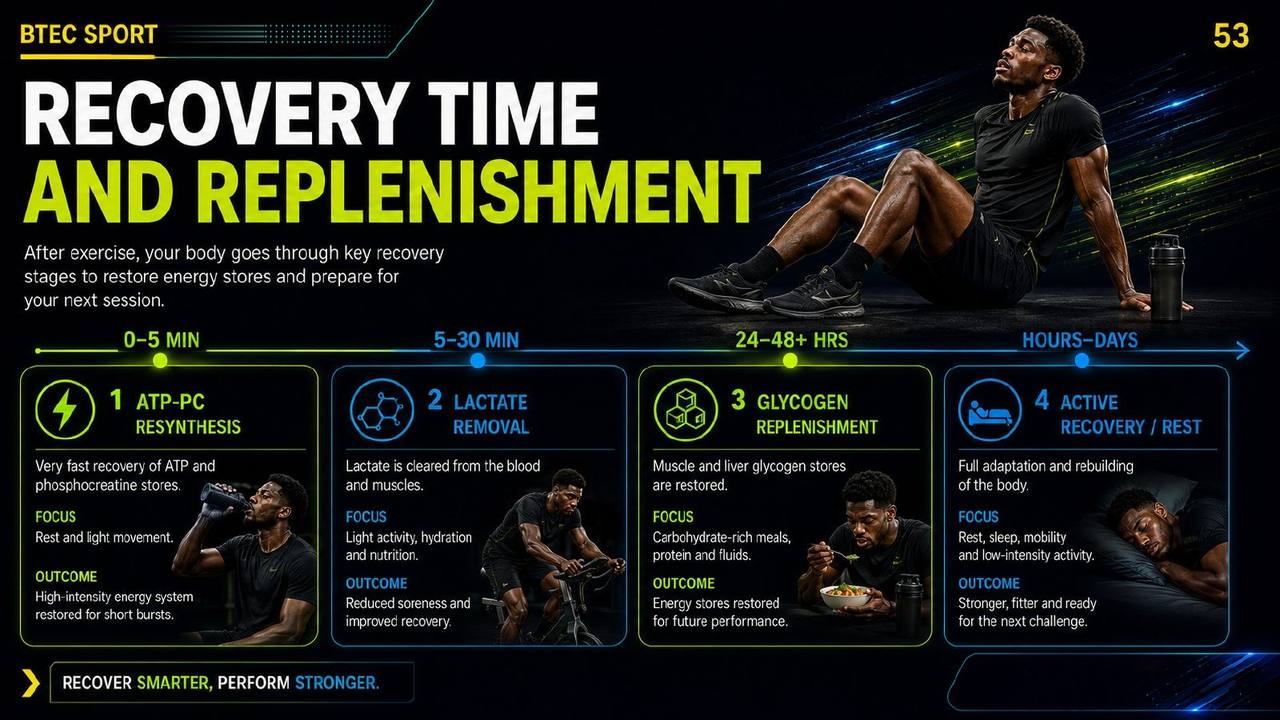 BTEC SPORT
53
RECOVERY TIME
AND REPLENISHMENT
After exercise, your body goes through key recovery
stages to restore energy stores and prepare for
your next session.
0–5 MIN
5–30 MIN
24–48+ HRS
HOURS–DAYS
1 ATP-PC
RESYNTHESIS
Very fast recovery of ATP and
phosphocreatine stores.
FOCUS
Rest and light movement.
OUTCOME
High-intensity energy system
restored for short bursts.
2 LACTATE
REMOVAL
Lactate is cleared from the blood
and muscles.
FOCUS
Light activity, hydration
and nutrition.
OUTCOME
Reduced soreness and
improved recovery.
3 GLYCOGEN
REPLENISHMENT
Muscle and liver glycogen stores
are restored.
FOCUS
Carbohydrate-rich meals,
protein and fluids.
OUTCOME
Energy stores restored
for future performance.
4 ACTIVE
RECOVERY / REST
Full adaptation and rebuilding
of the body.
FOCUS
Rest, sleep, mobility
and low-intensity activity.
OUTCOME
Stronger, fitter and ready
for the next challenge.
RECOVER SMARTER, PERFORM STRONGER.